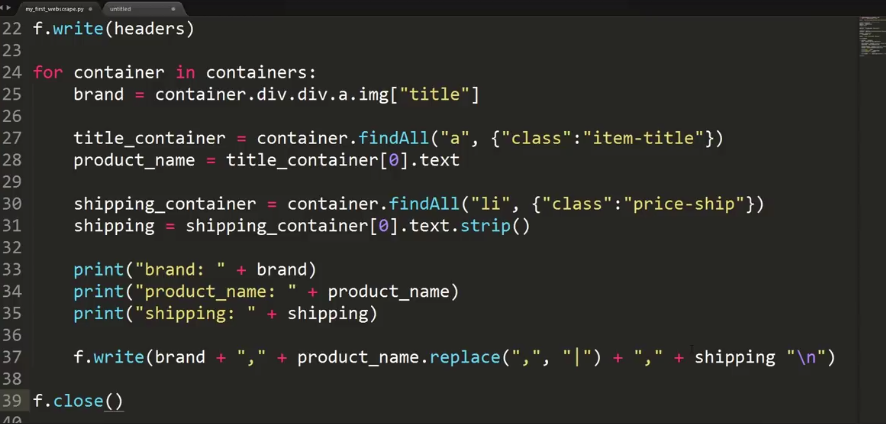 my_first_webscrape.py untitled
22 f.write(headers)
23
24 for container in containers:
25 brand = container.div.div.a.img["title"]
26
27 title_container = container.findAll("a", {"class":"item-title"})
28 product_name = title_container[0].text
29
30 shipping_container = container.findAll("li", {"class":"price-ship"})
31 shipping = shipping_container[0].text.strip()
32
33 print("brand: " + brand)
34 print("product_name: " + product_name)
35 print("shipping: " + shipping)
36
37 f.write(brand + "," + product_name.replace(",", "|") + "," + shipping "\n")
38
39 f.close()
40